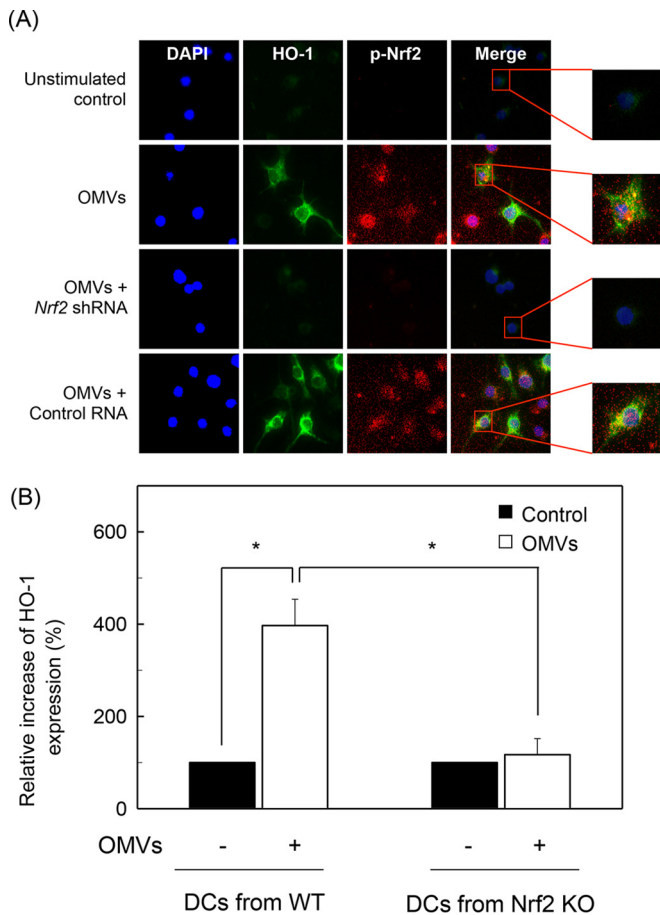 (A)
DAPI HO-1 p-Nrf2 Merge
Unstimulated
control
OMVs
OMVs +
Nrf2 shRNA
OMVs +
Control RNA
(B)
Relative increase of HO-1
expression (%)
600
400
200
0
Control
OMVs
* *
OMVs - + - +
DCs from WT DCs from Nrf2 KO